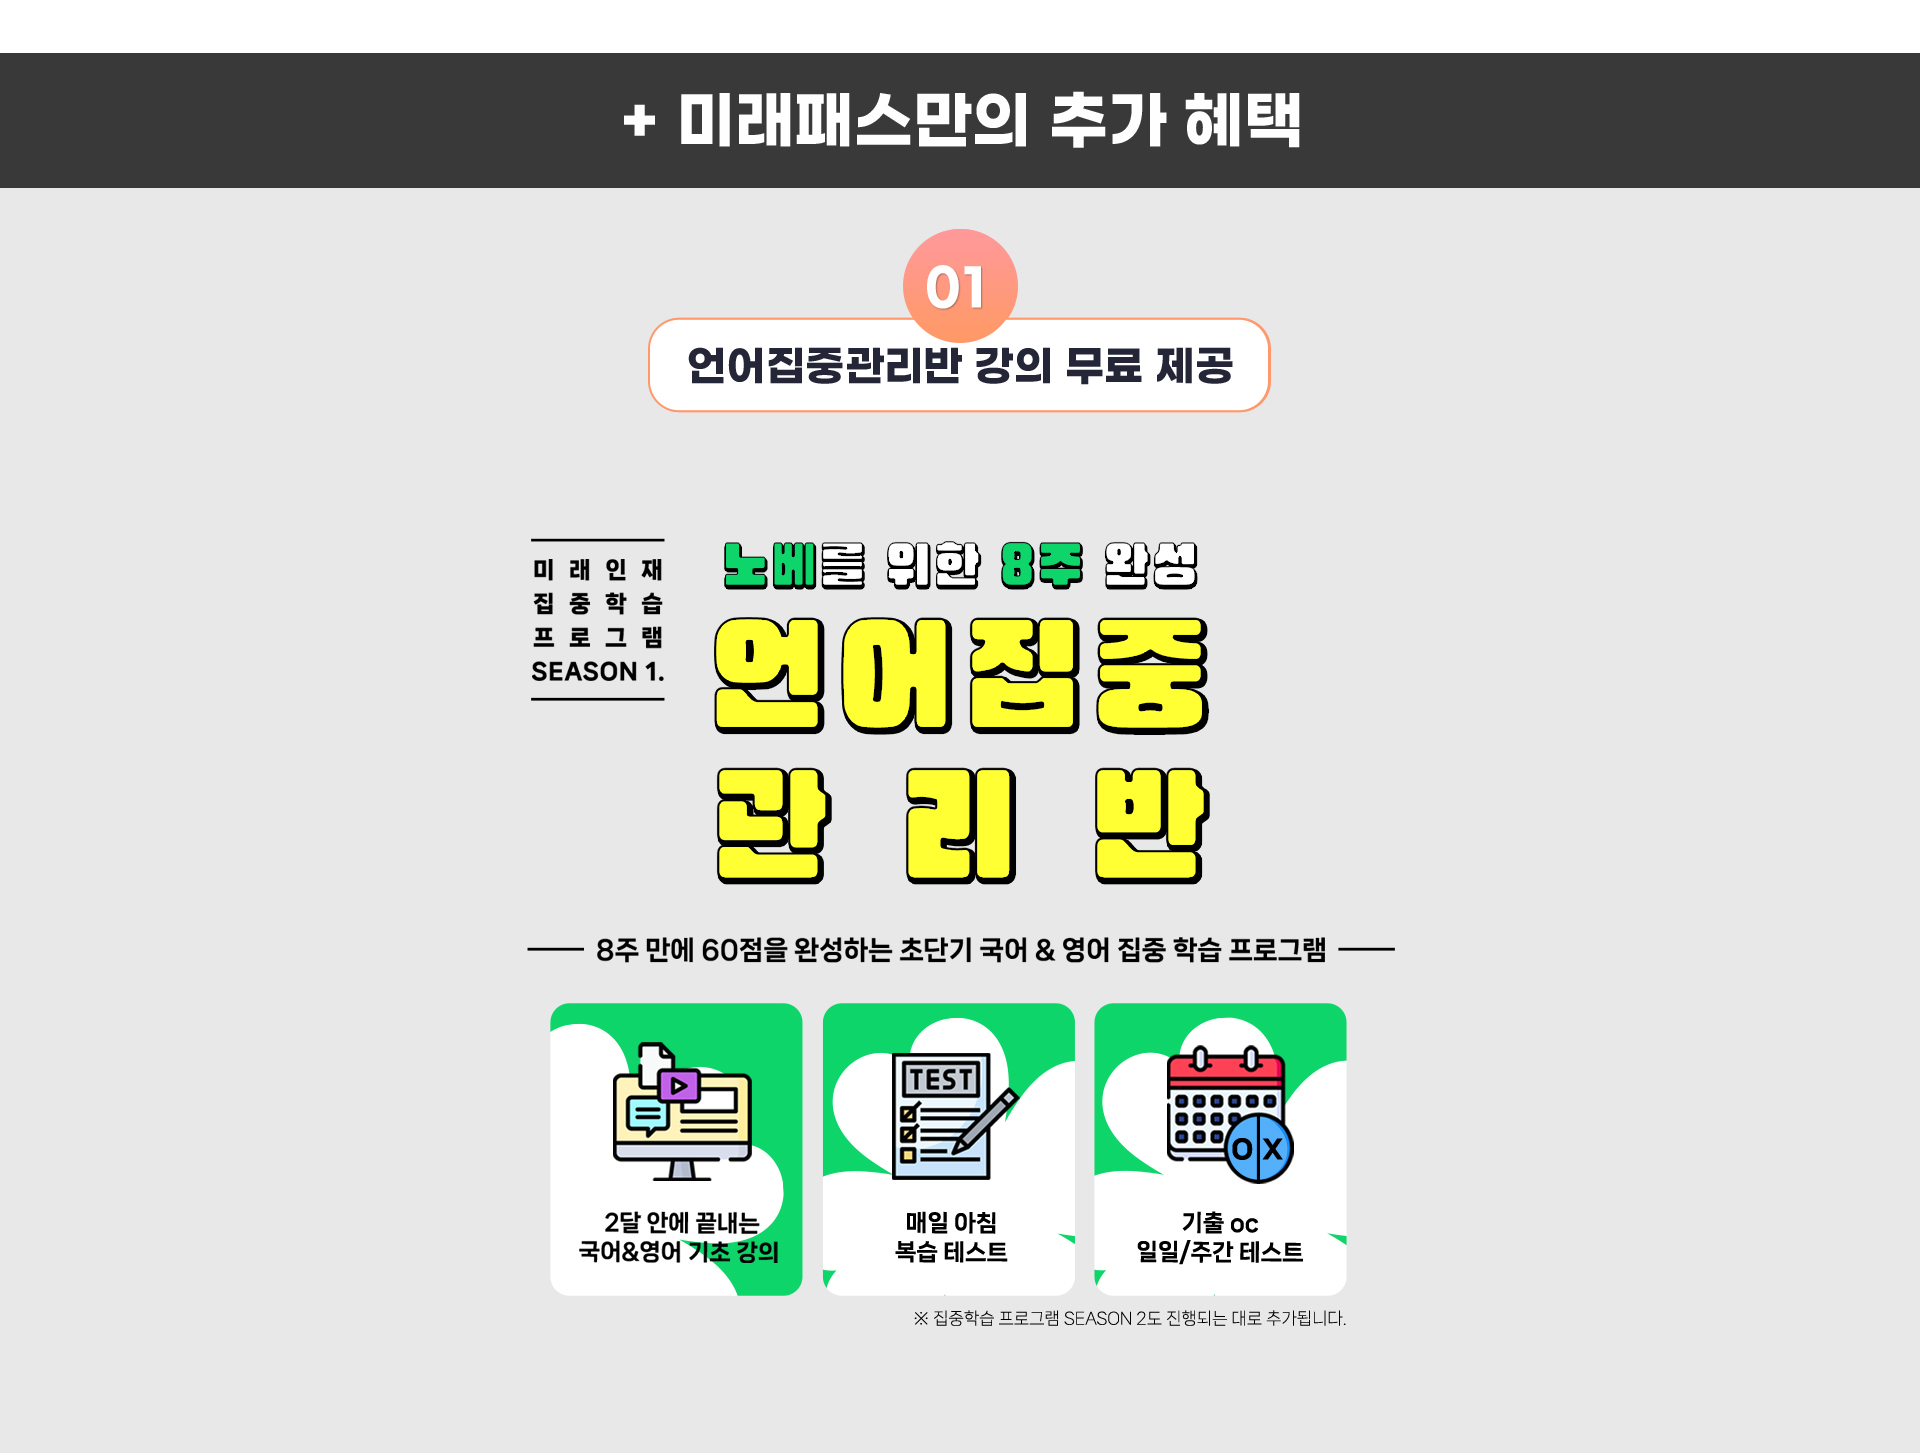 + 미래패스만의 추가 혜택
01
언어집중관리반 강의 무료 제공
미래인재
집중학습
프로그램
SEASON 1.
노베를 위한 8주 완성
언어집중
관리반
8주 만에 60점을 완성하는 초단기 국어 & 영어 집중 학습 프로그램
TEST
O X
2달 안에 끝내는
국어&영어 기초 강의
매일 아침
복습 테스트
기출 oc
일일/주간 테스트
※ 집중학습 프로그램 SEASON 2도 진행되는 대로 추가됩니다.